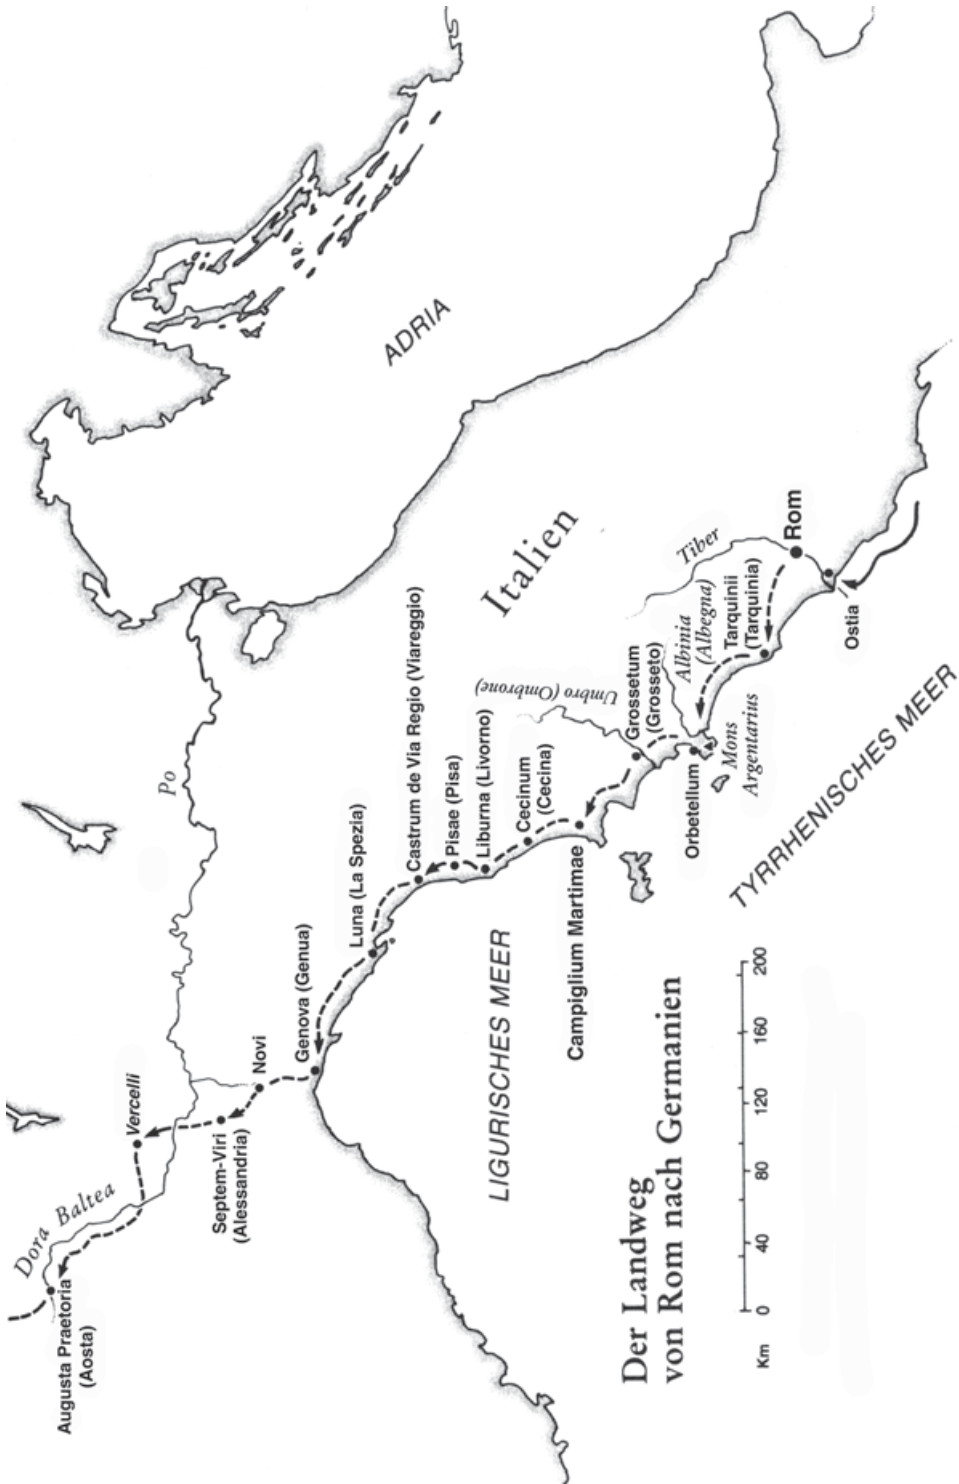 ADRIA
Italien
Tiber
Rom
Ostia
Tarquinii
(Tarquinia)
Albinia
(Albegna)
Umbro (Ombrone)
Grossetum
(Grosseto)
Mons
Argentarius
Orbetellum
TYRRHENISCHES MEER
Campiglium Martimae
Cecinum
(Cecina)
Liburna (Livorno)
Pisae (Pisa)
Castrum de Via Regio (Viareggio)
Luna (La Spezia)
Genova (Genua)
LIGURISCHES MEER
Po
Novi
Septem-Viri
(Alessandria)
Vercelli
Dora Baltea
Augusta Praetoria
(Aosta)
Der Landweg
von Rom nach Germanien
Km 0 40 80 120 160 200